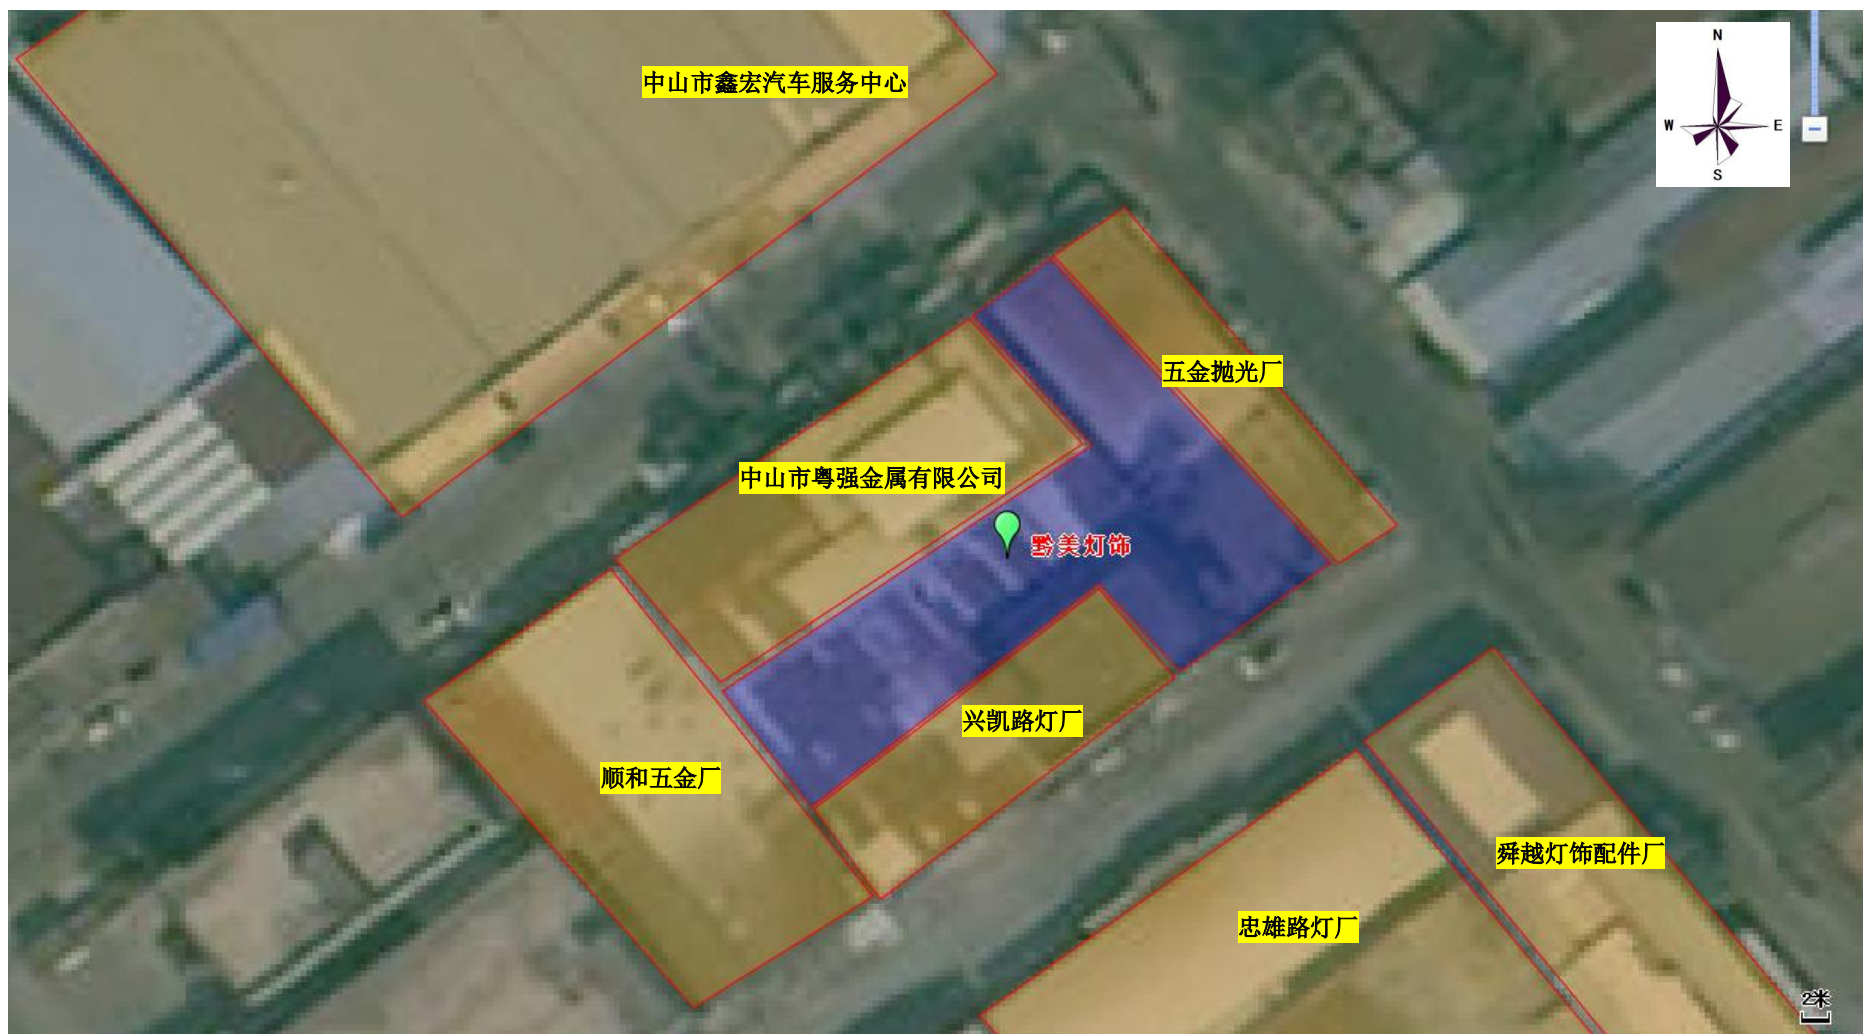 N
中山市鑫宏汽车服务中心
W
E
S
五金抛光厂
中山市粤强金属有限公司
黔美灯饰
兴凯路灯厂
顺和五金厂
舜越灯饰配件厂
忠雄路灯厂
2米